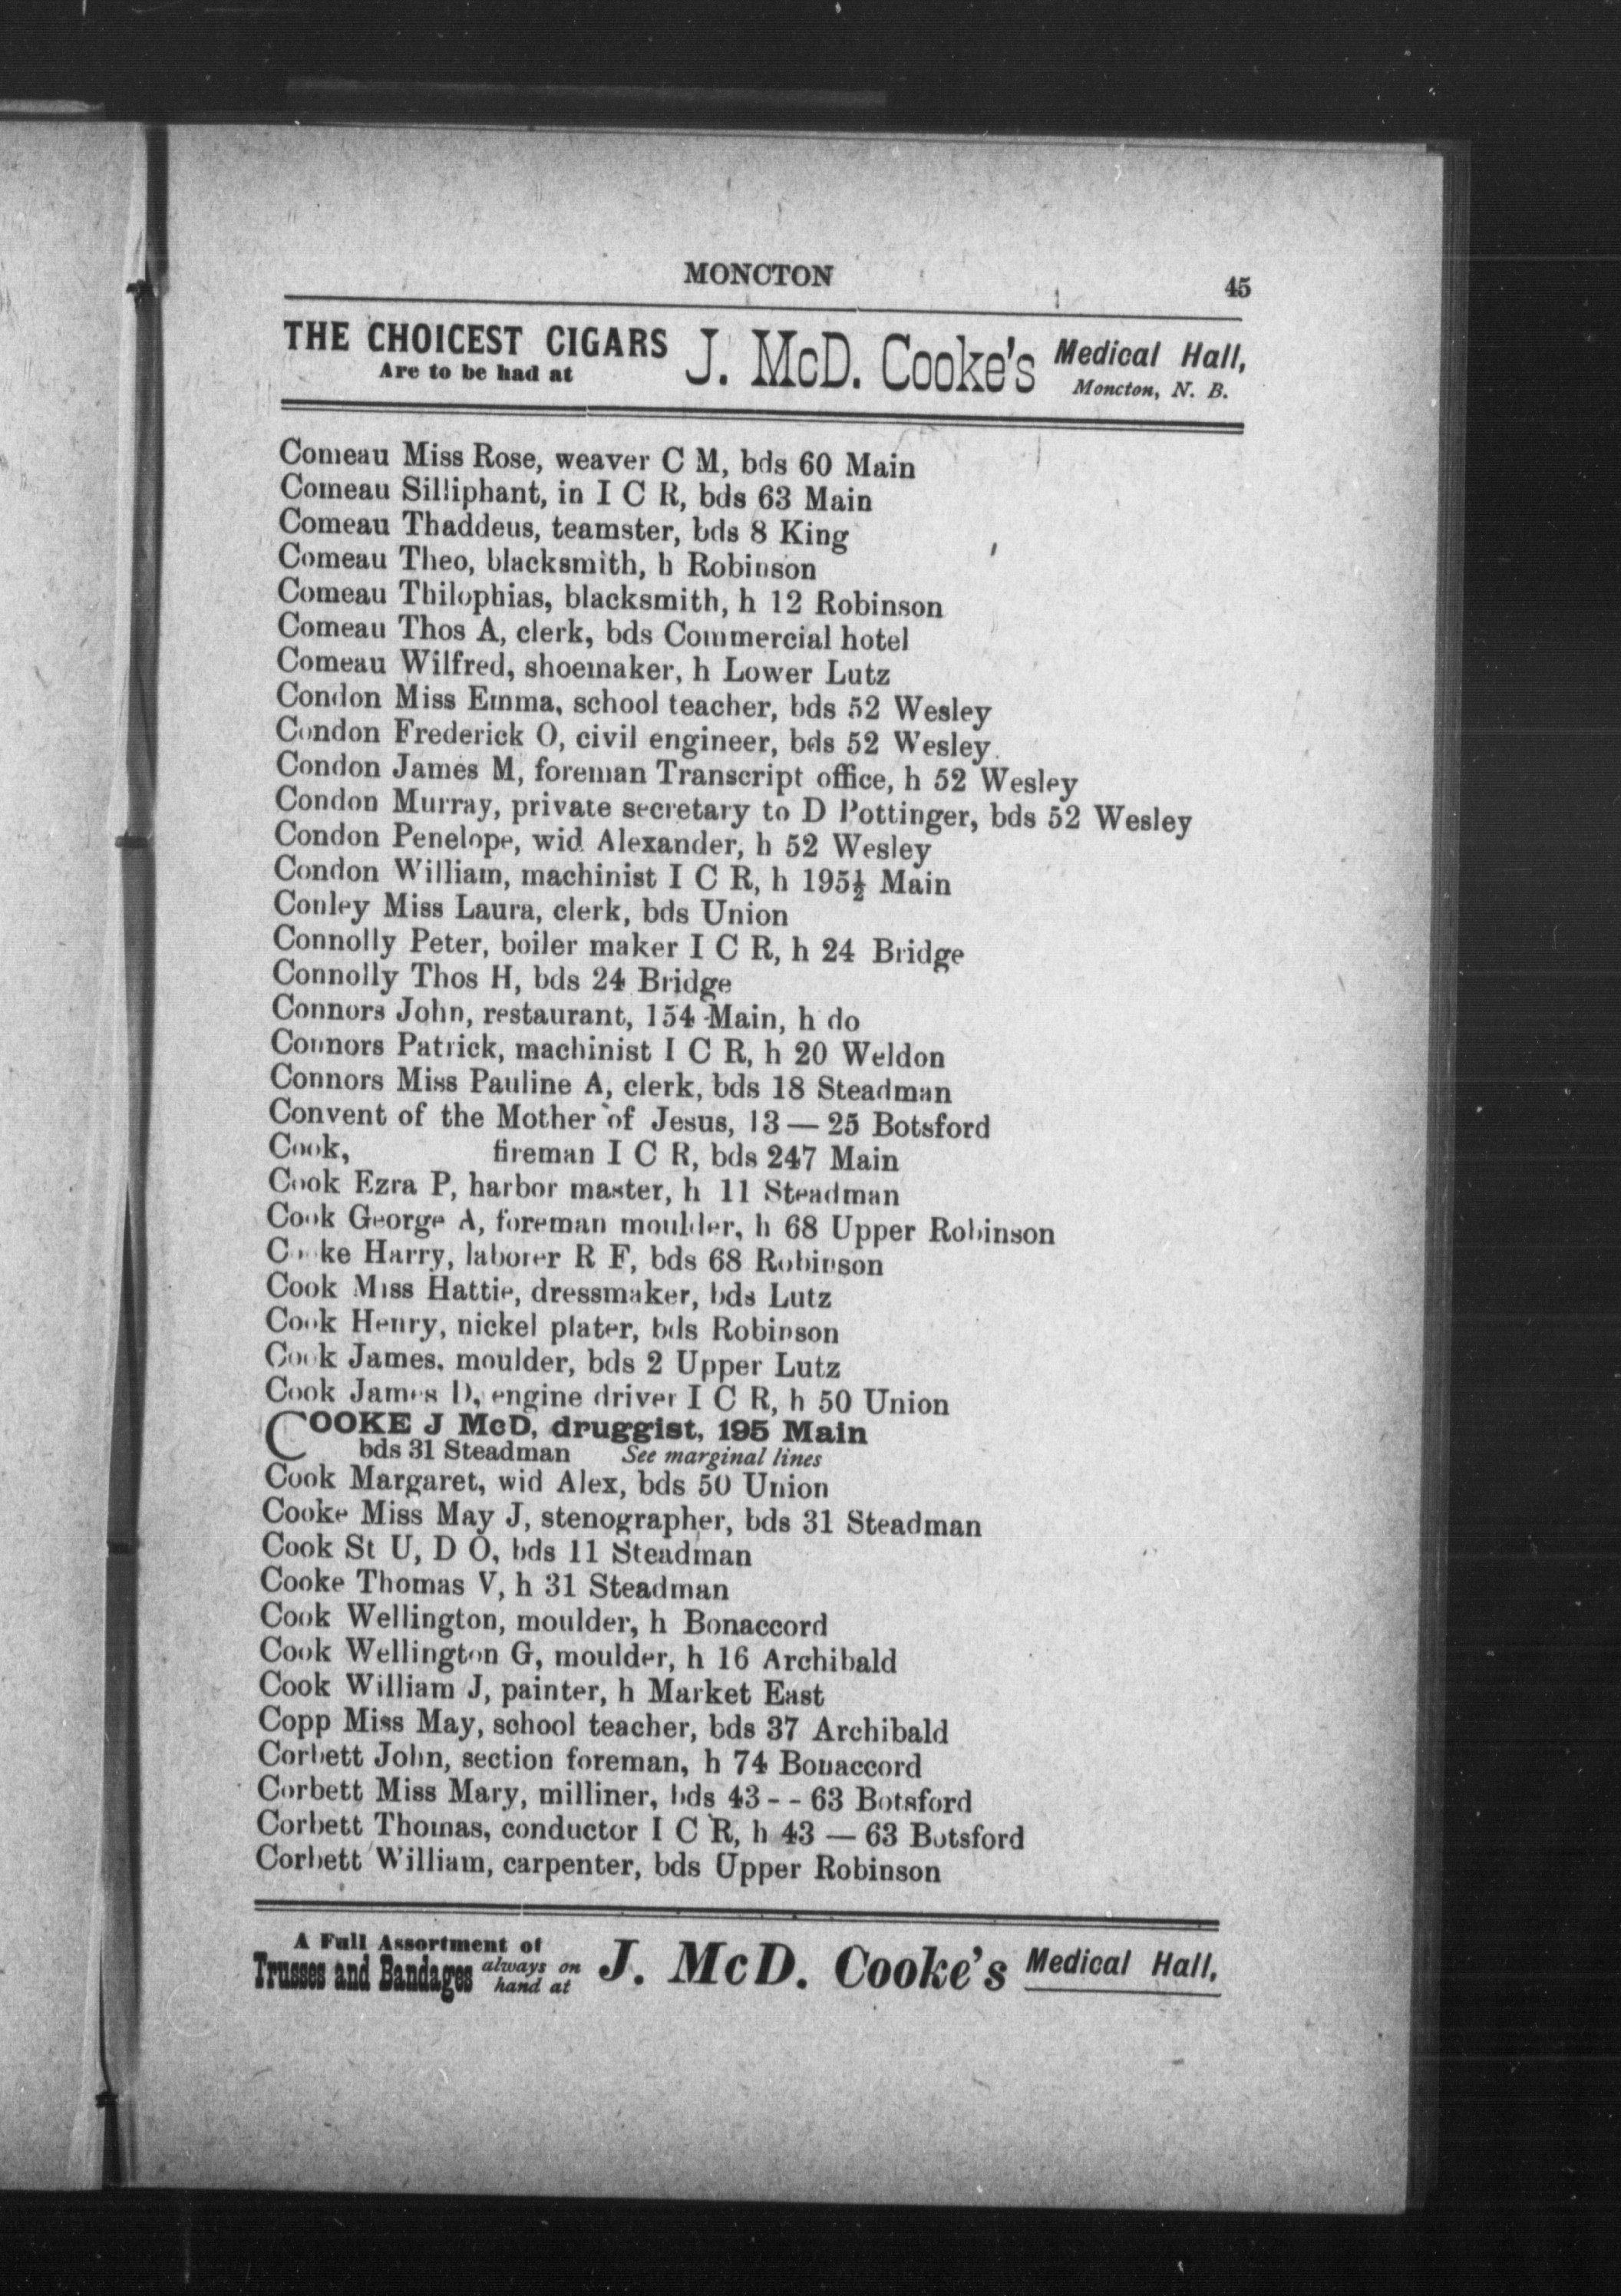 MONCTON 45
THE CHOICEST CIGARS J. McD. Cooke's Medical Hall,
Are to be had at Moncton, N. B.
Comeau Miss Rose, weaver C M, bds 60 Main
Comeau Silliphant, in I C R, bds 63 Main
Comeau Thaddeus, teamster, bds 8 King
Comeau Theo, blacksmith, h Robinson
Comeau Thilophias, blacksmith, h 12 Robinson
Comeau Thos A, clerk, bds Commercial hotel
Comeau Wilfred, shoemaker, h Lower Lutz
Condon Miss Emma, school teacher, bds 52 Wesley
Condon Frederick O, civil engineer, bds 52 Wesley
Condon James M, foreman Transcript office, h 52 Wesley
Condon Murray, private secretary to D Pottinger, bds 52 Wesley
Condon Penelope, wid Alexander, h 52 Wesley
Condon William, machinist I C R, h 195½ Main
Conley Miss Laura, clerk, bds Union
Connolly Peter, boiler maker I C R, h 24 Bridge
Connolly Thos H, bds 24 Bridge
Connors John, restaurant, 154 Main, h do
Connors Patrick, machinist I C R, h 20 Weldon
Connors Miss Pauline A, clerk, bds 18 Steadman
Convent of the Mother of Jesus, 13 — 25 Botsford
Cook, fireman I C R, bds 247 Main
Cook Ezra P, harbor master, h 11 Steadman
Cook George A, foreman moulder, h 68 Upper Robinson
Cooke Harry, laborer R F, bds 68 Robinson
Cook Miss Hattie, dressmaker, bds Lutz
Cook Henry, nickel plater, bds Robinson
Cook James, moulder, bds 2 Upper Lutz
Cook James D, engine driver I C R, h 50 Union
COOKE J McD, druggist, 195 Main
bds 31 Steadman See marginal lines
Cook Margaret, wid Alex, bds 50 Union
Cooke Miss May J, stenographer, bds 31 Steadman
Cook St U, D O, bds 11 Steadman
Cooke Thomas V, h 31 Steadman
Cook Wellington, moulder, h Bonaccord
Cook Wellington G, moulder, h 16 Archibald
Cook William J, painter, h Market East
Copp Miss May, school teacher, bds 37 Archibald
Corbett John, section foreman, h 74 Bonaccord
Corbett Miss Mary, milliner, bds 43 - - 63 Botsford
Corbett Thomas, conductor I C R, h 43 — 63 Botsford
Corbett William, carpenter, bds Upper Robinson
A Full Assortment of
Trusses and Bandages always on hand at J. McD. Cooke's Medical Hall,